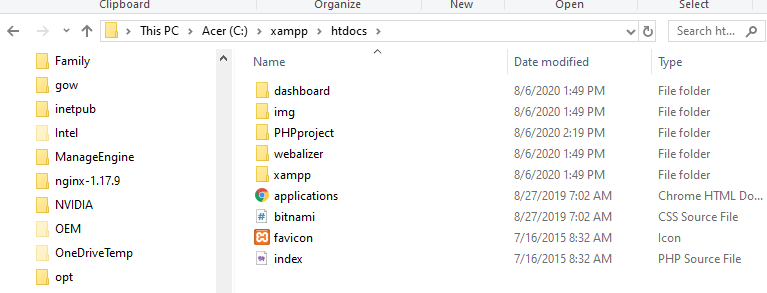 Clipboard Organize New Open Select
This PC > Acer (C:) > xampp > htdocs > Search ht...
Family
gow
inetpub
Intel
ManageEngine
nginx-1.17.9
NVIDIA
OEM
OneDriveTemp
opt
Name Date modified Type
dashboard 8/6/2020 1:49 PM File folder
img 8/6/2020 1:49 PM File folder
PHPproject 8/6/2020 2:19 PM File folder
webalizer 8/6/2020 1:49 PM File folder
xampp 8/6/2020 1:49 PM File folder
applications 8/27/2019 7:02 AM Chrome HTML Do...
bitnami 8/27/2019 7:02 AM CSS Source File
favicon 7/16/2015 8:32 AM Icon
index 7/16/2015 8:32 AM PHP Source File